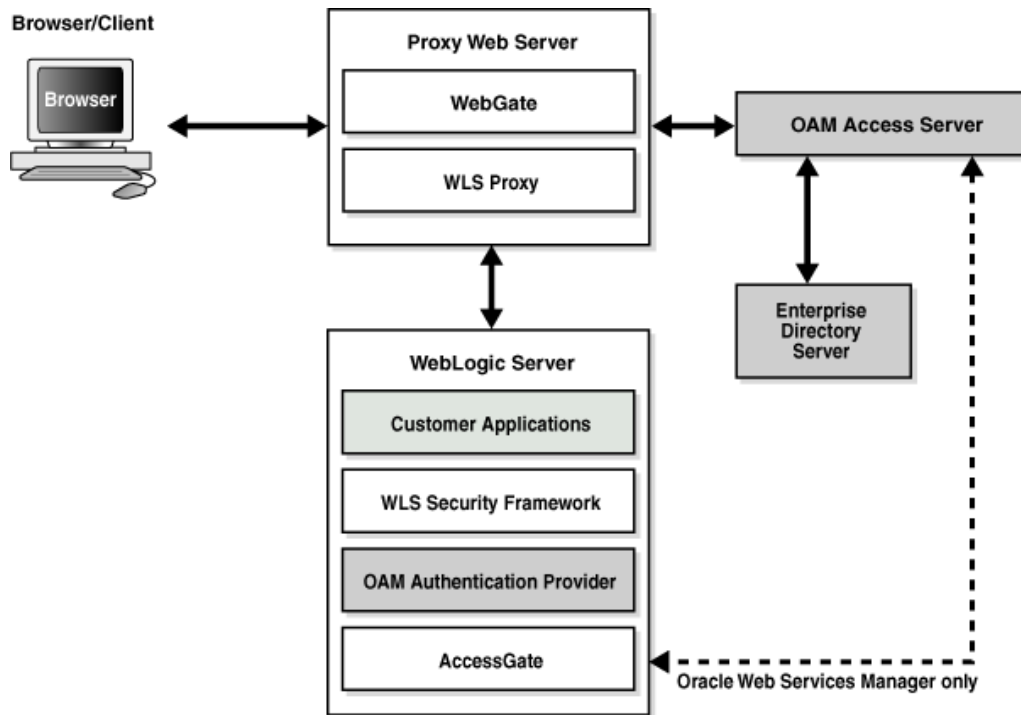 Browser/Client
Browser
Proxy Web Server
WebGate
WLS Proxy
OAM Access Server
Enterprise
Directory
Server
WebLogic Server
Customer Applications
WLS Security Framework
OAM Authentication Provider
AccessGate
Oracle Web Services Manager only